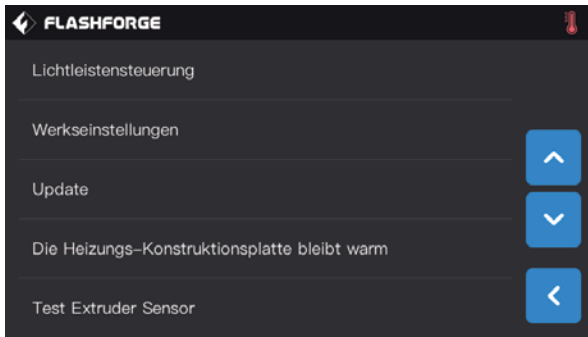 FLASHFORGE
Lichtleistensteuerung
Werkseinstellungen
Update
Die Heizungs-Konstruktionsplatte bleibt warm
Test Extruder Sensor